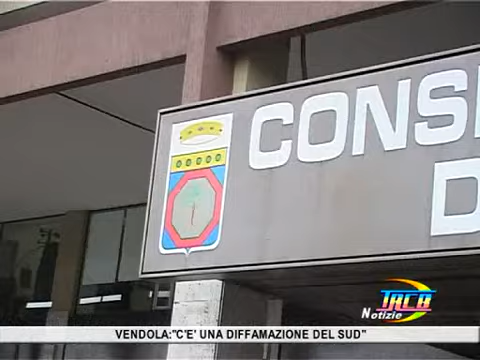 CONS
D
TRCB
Notizie
VENDOLA:"C'E' UNA DIFFAMAZIONE DEL SUD"